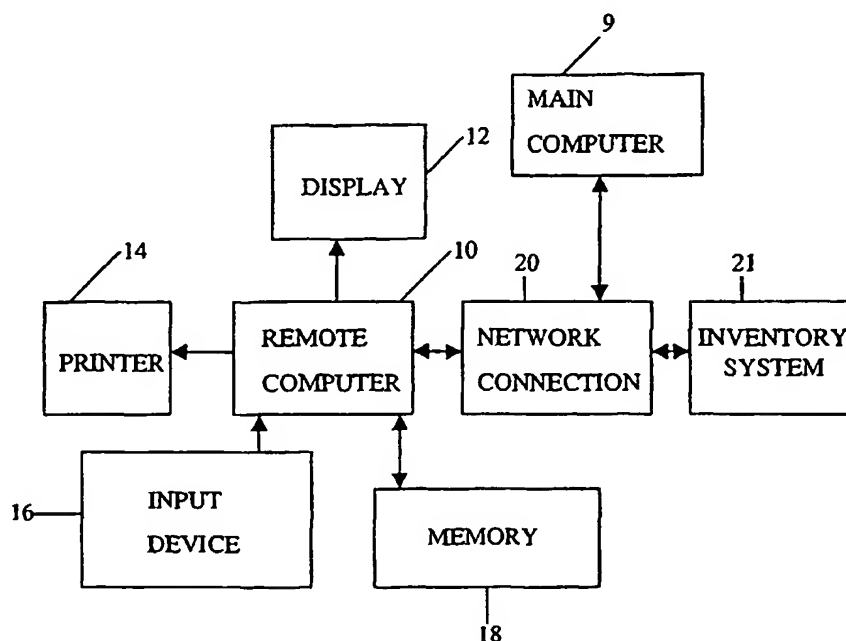 9
MAIN
COMPUTER
12
DISPLAY
14
10
20
21
PRINTER
REMOTE
COMPUTER
NETWORK
CONNECTION
INVENTORY
SYSTEM
16
INPUT
DEVICE
MEMORY
18